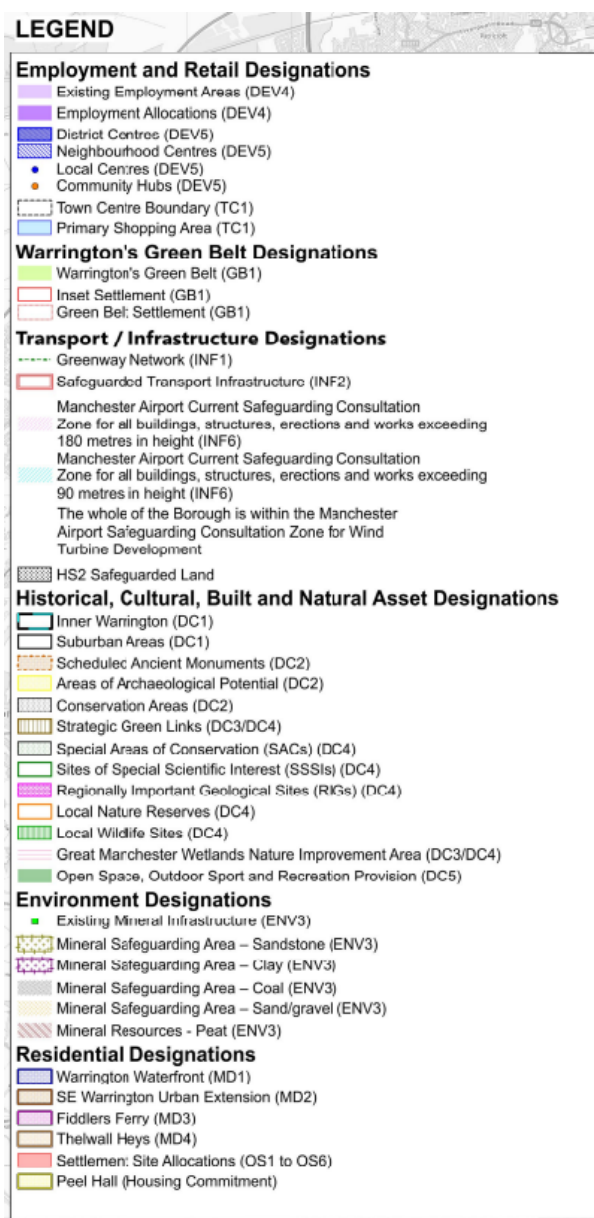 LEGEND
Employment and Retail Designations
Existing Employment Areas (DEV4)
Employment Allocations (DEV4)
District Centres (DEV5)
Neighbourhood Centres (DEV5)
Local Centres (DEV5)
Community Hubs (DEV5)
Town Centre Boundary (TC1)
Primary Shopping Area (TC1)
Warrington's Green Belt Designations
Warrington's Green Belt (GB1)
Inset Settlement (GB1)
Green Belt Settlement (GB1)
Transport / Infrastructure Designations
Greenway Network (INF1)
Safeguarded Transport Infrastructure (INF2)
Manchester Airport Current Safeguarding Consultation
Zone for all buildings, structures, erections and works exceeding
180 metres in height (INF6)
Manchester Airport Current Safeguarding Consultation
Zone for all buildings, structures, erections and works exceeding
90 metres in height (INF6)
The whole of the Borough is within the Manchester
Airport Safeguarding Consultation Zone for Wind
Turbine Development
HS2 Safeguarded Land
Historical, Cultural, Built and Natural Asset Designations
Inner Warrington (DC1)
Suburban Areas (DC1)
Scheduled Ancient Monuments (DC2)
Areas of Archaeological Potential (DC2)
Conservation Areas (DC2)
Strategic Green Links (DC3/DC4)
Special Areas of Conservation (SACs) (DC4)
Sites of Special Scientific Interest (SSSIs) (DC4)
Regionally Important Geological Sites (RIGs) (DC4)
Local Nature Reserves (DC4)
Local Wildlife Sites (DC4)
Great Manchester Wetlands Nature Improvement Area (DC3/DC4)
Open Space, Outdoor Sport and Recreation Provision (DC5)
Environment Designations
Existing Mineral Infrastructure (ENV3)
Mineral Safeguarding Area – Sandstone (ENV3)
Mineral Safeguarding Area – Clay (ENV3)
Mineral Safeguarding Area – Coal (ENV3)
Mineral Safeguarding Area – Sand/gravel (ENV3)
Mineral Resources - Peat (ENV3)
Residential Designations
Warrington Waterfront (MD1)
SE Warrington Urban Extension (MD2)
Fiddlers Ferry (MD3)
Thelwall Heys (MD4)
Settlement Site Allocations (OS1 to OS6)
Peel Hall (Housing Commitment)